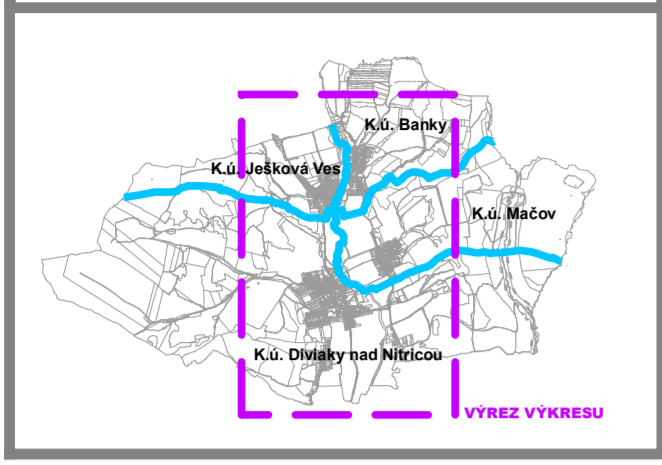 K.ú. Banky
K.ú. Ješková Ves
K.ú. Mačov
K.ú. Diviaky nad Nitricou
VÝREZ VÝKRESU